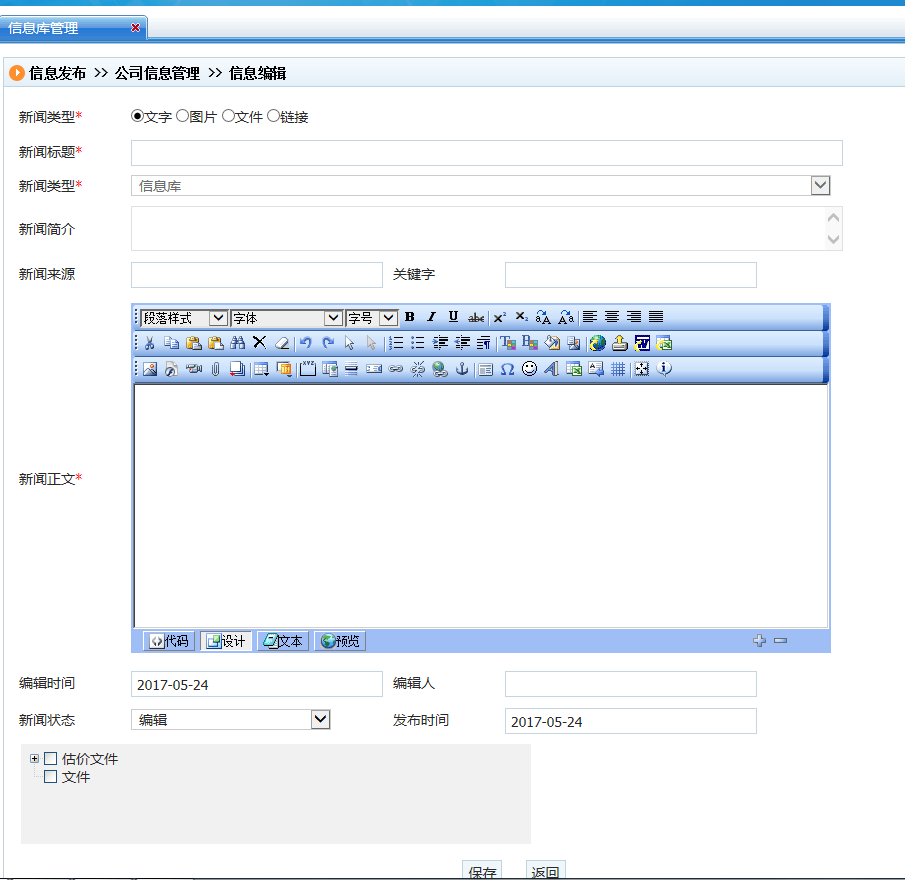 信息库管理
信息发布 >> 公司信息管理 >> 信息编辑
新闻类型* 文字 图片 文件 链接
新闻标题*
新闻类型* 信息库
新闻简介
新闻来源 关键字
段落样式 字体 字号 B I U abc x² x₂ aA Aa
新闻正文*
代码 设计 文本 预览
编辑时间 2017-05-24 编辑人
新闻状态 编辑 发布时间 2017-05-24
估价文件
文件
保存 返回